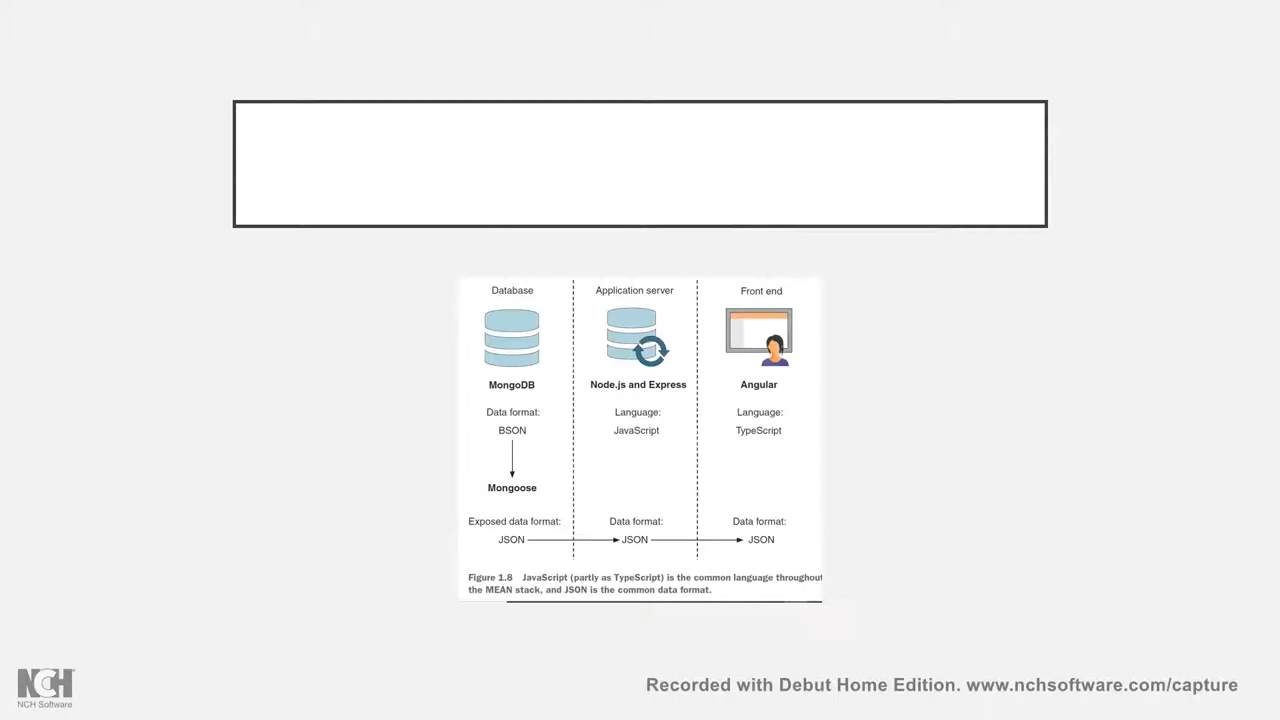 Database
Application server
Front end
MongoDB
Node.js and Express
Angular
Data format:
Language:
Language:
BSON
JavaScript
TypeScript
Mongoose
Exposed data format:
Data format:
Data format:
JSON
JSON
JSON
Figure 1.8 JavaScript (partly as TypeScript) is the common language throughout
the MEAN stack, and JSON is the common data format.
NCH
NCH Software
Recorded with Debut Home Edition. www.nchsoftware.com/capture